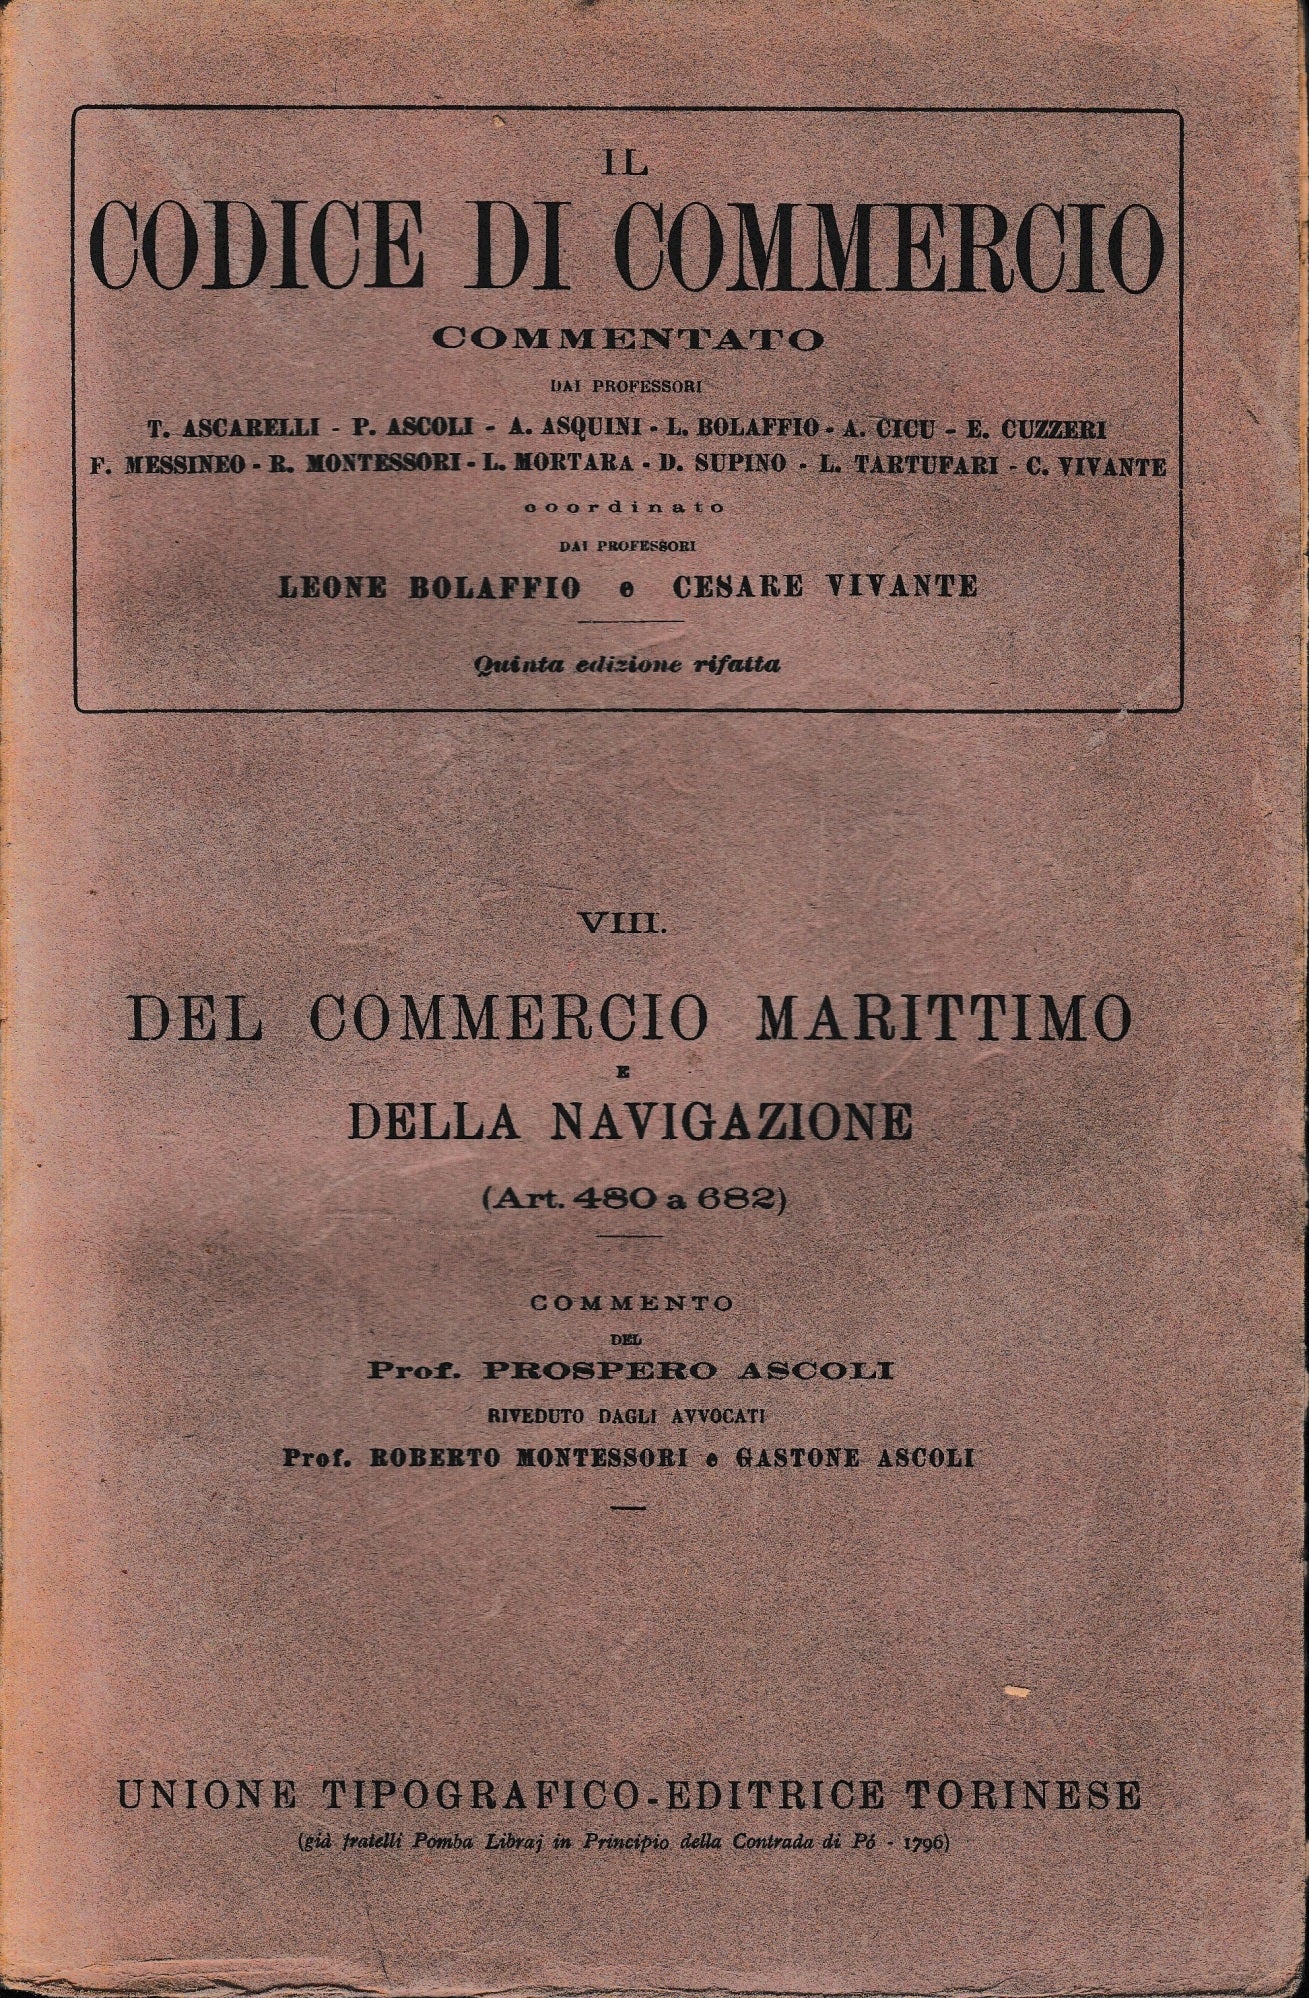 IL
CODICE DI COMMERCIO
COMMENTATO
DAI PROFESSORI
T. ASCARELLI - P. ASCOLI - A. ASQUINI - L. BOLAFFIO - A. CICU - E. CUZZERI
F. MESSINEO - R. MONTESSORI - L. MORTARA - D. SUPINO - L. TARTUFARI - C. VIVANTE
coordinato
DAI PROFESSORI
LEONE BOLAFFIO e CESARE VIVANTE
Quinta edizione rifatta
VIII.
DEL COMMERCIO MARITTIMO
E
DELLA NAVIGAZIONE
(Art. 480 a 682)
COMMENTO
DEL
Prof. PROSPERO ASCOLI
RIVEDUTO DAGLI AVVOCATI
Prof. ROBERTO MONTESSORI e GASTONE ASCOLI
UNIONE TIPOGRAFICO-EDITRICE TORINESE
(già fratelli Pomba Libraj in Principio della Contrada di Pó - 1796)